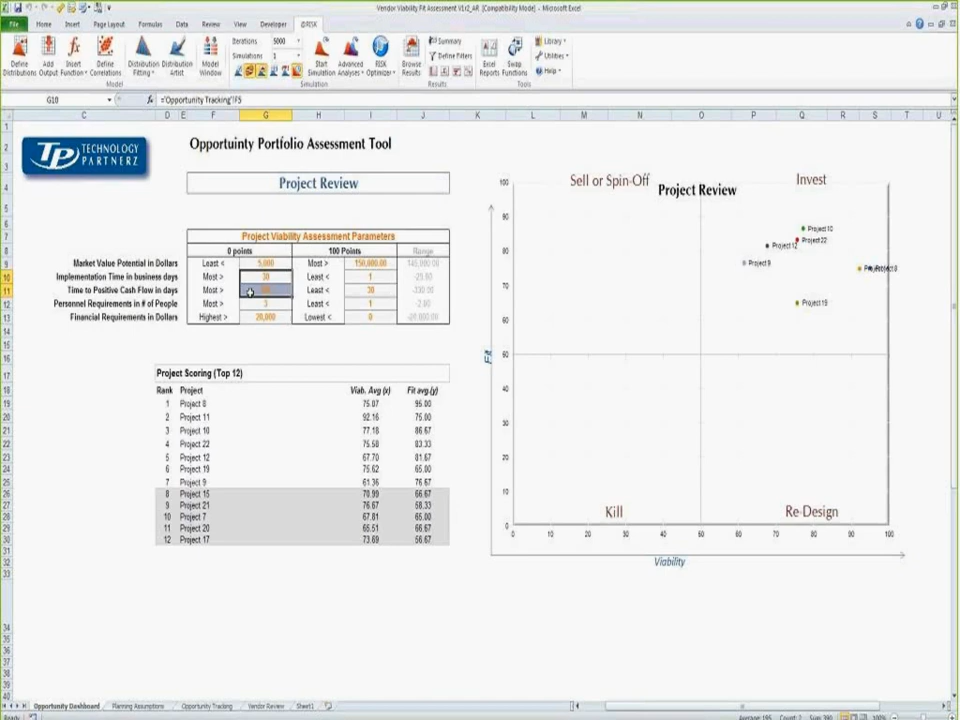 Vendor Viability Fit Assessment V1r2_AR [Compatibility Mode] - Microsoft Excel
File Home Insert Page Layout Formulas Data Review View Developer @RISK
Define Distributions
Add Output
Insert Function
Define Correlations
Distribution Fitting
Distribution Artist
Model Window
Iterations 5000
Simulations 1
Start Simulation
Advanced Analyses
RISK Optimizer
Browse Results
Summary
Define Filters
Excel Reports
Swap Functions
Library
Utilities
Help
Model Simulation Results Tools
G10 fx ='Opportunity Tracking'!F5
C D E F G H I J K L M N O P Q R S T U
TECHNOLOGY
PARTNERZ
Opportuinty Portfolio Assessment Tool
Project Review
Project Viability Assessment Parameters
0 points 100 Points Range
Market Value Potential in Dollars Least < 5,000 Most > 150,000.00 145,000.00
Implementation Time in business days Most > 30 Least < 1
Time to Positive Cash Flow in days Most > Least < 30
Personnel Requirements in # of People Most > 3 Least < 1
Financial Requirements in Dollars Highest > 20,000 Lowest < 0 -20,000.00
Project Scoring (Top 12)
Rank Project Viab. Avg (x) Fit avg.(y)
1 Project 8 75.07 95.00
2 Project 11 92.16 75.00
3 Project 10 77.18 86.67
4 Project 22 75.58 83.33
5 Project 12 67.70 81.67
6 Project 19 75.62 65.00
7 Project 9 61.36 76.67
8 Project 15 70.99 66.67
9 Project 21 76.67 58.33
10 Project 7 67.81 65.00
11 Project 20 65.51 66.67
12 Project 17 73.69 56.67
Sell or Spin-Off Project Review Invest
100
90
80
70
60
50
40
30
20
10
0
Project 10
Project 22
Project 12
Project 9
Project 19
Fit
Kill Re-Design
0 10 20 30 40 50 60 70 80 90 100
Viability
Opportunity Dashboard Planning Assumptions Opportunity Tracking Vendor Review Sheet1
Ready Average: 195 Count: 2 Sum: 390 100%